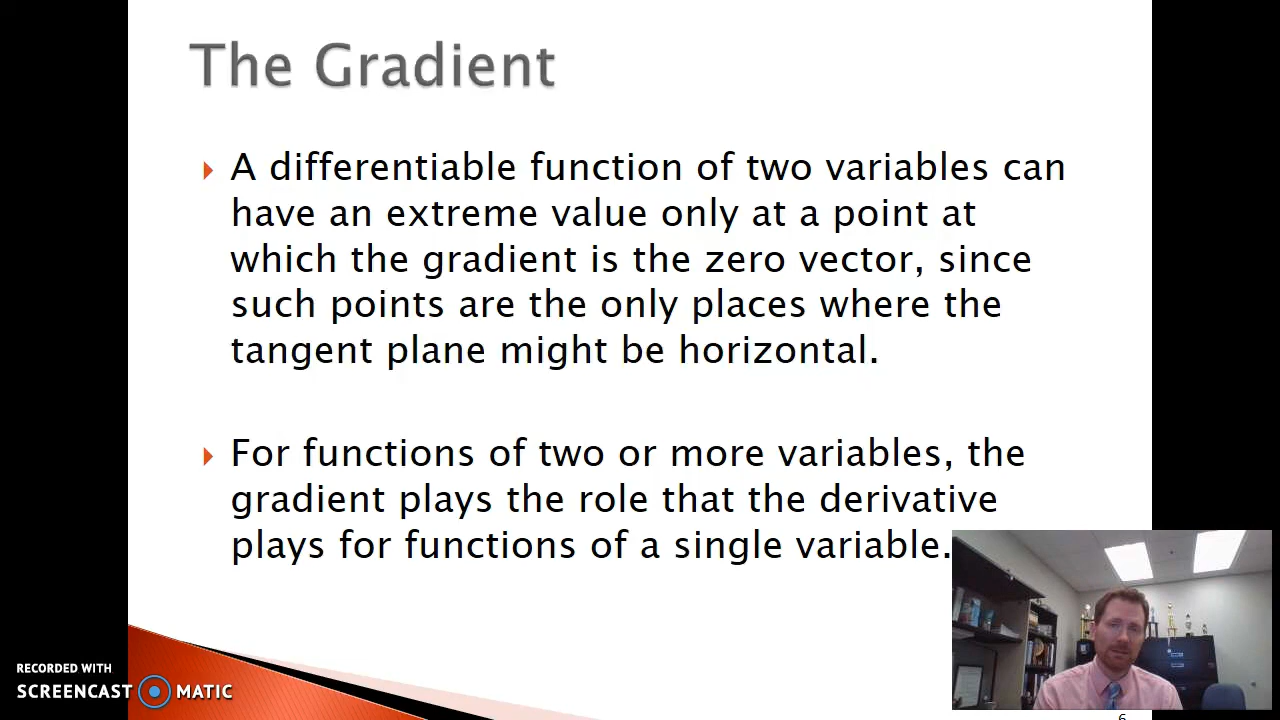 The Gradient
A differentiable function of two variables can
have an extreme value only at a point at
which the gradient is the zero vector, since
such points are the only places where the
tangent plane might be horizontal.
For functions of two or more variables, the
gradient plays the role that the derivative
plays for functions of a single variable.
RECORDED WITH
SCREENCAST MATIC
6